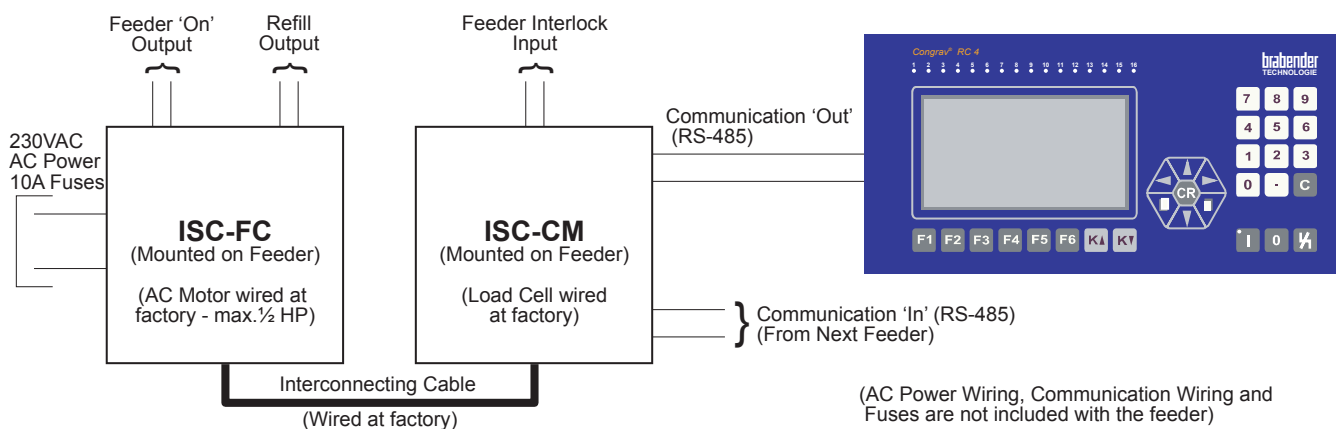 Feeder ‘On’
Output
Refill
Output
Feeder Interlock
Input
230VAC
AC Power
10A Fuses
ISC-FC
(Mounted on Feeder)
(AC Motor wired at
factory - max.½ HP)
ISC-CM
(Mounted on Feeder)
(Load Cell wired
at factory)
Interconnecting Cable
(Wired at factory)
Communication ‘Out’
(RS-485)
Communication ‘In’ (RS-485)
(From Next Feeder)
Congrav® RC 4
1 2 3 4 5 6 7 8 9 10 11 12 13 14 15 16
brabender
TECHNOLOGIE
7 8 9
4 5 6
1 2 3
0 - C
CR
F1 F2 F3 F4 F5 F6 K▲ K▼
I 0
(AC Power Wiring, Communication Wiring and
Fuses are not included with the feeder)